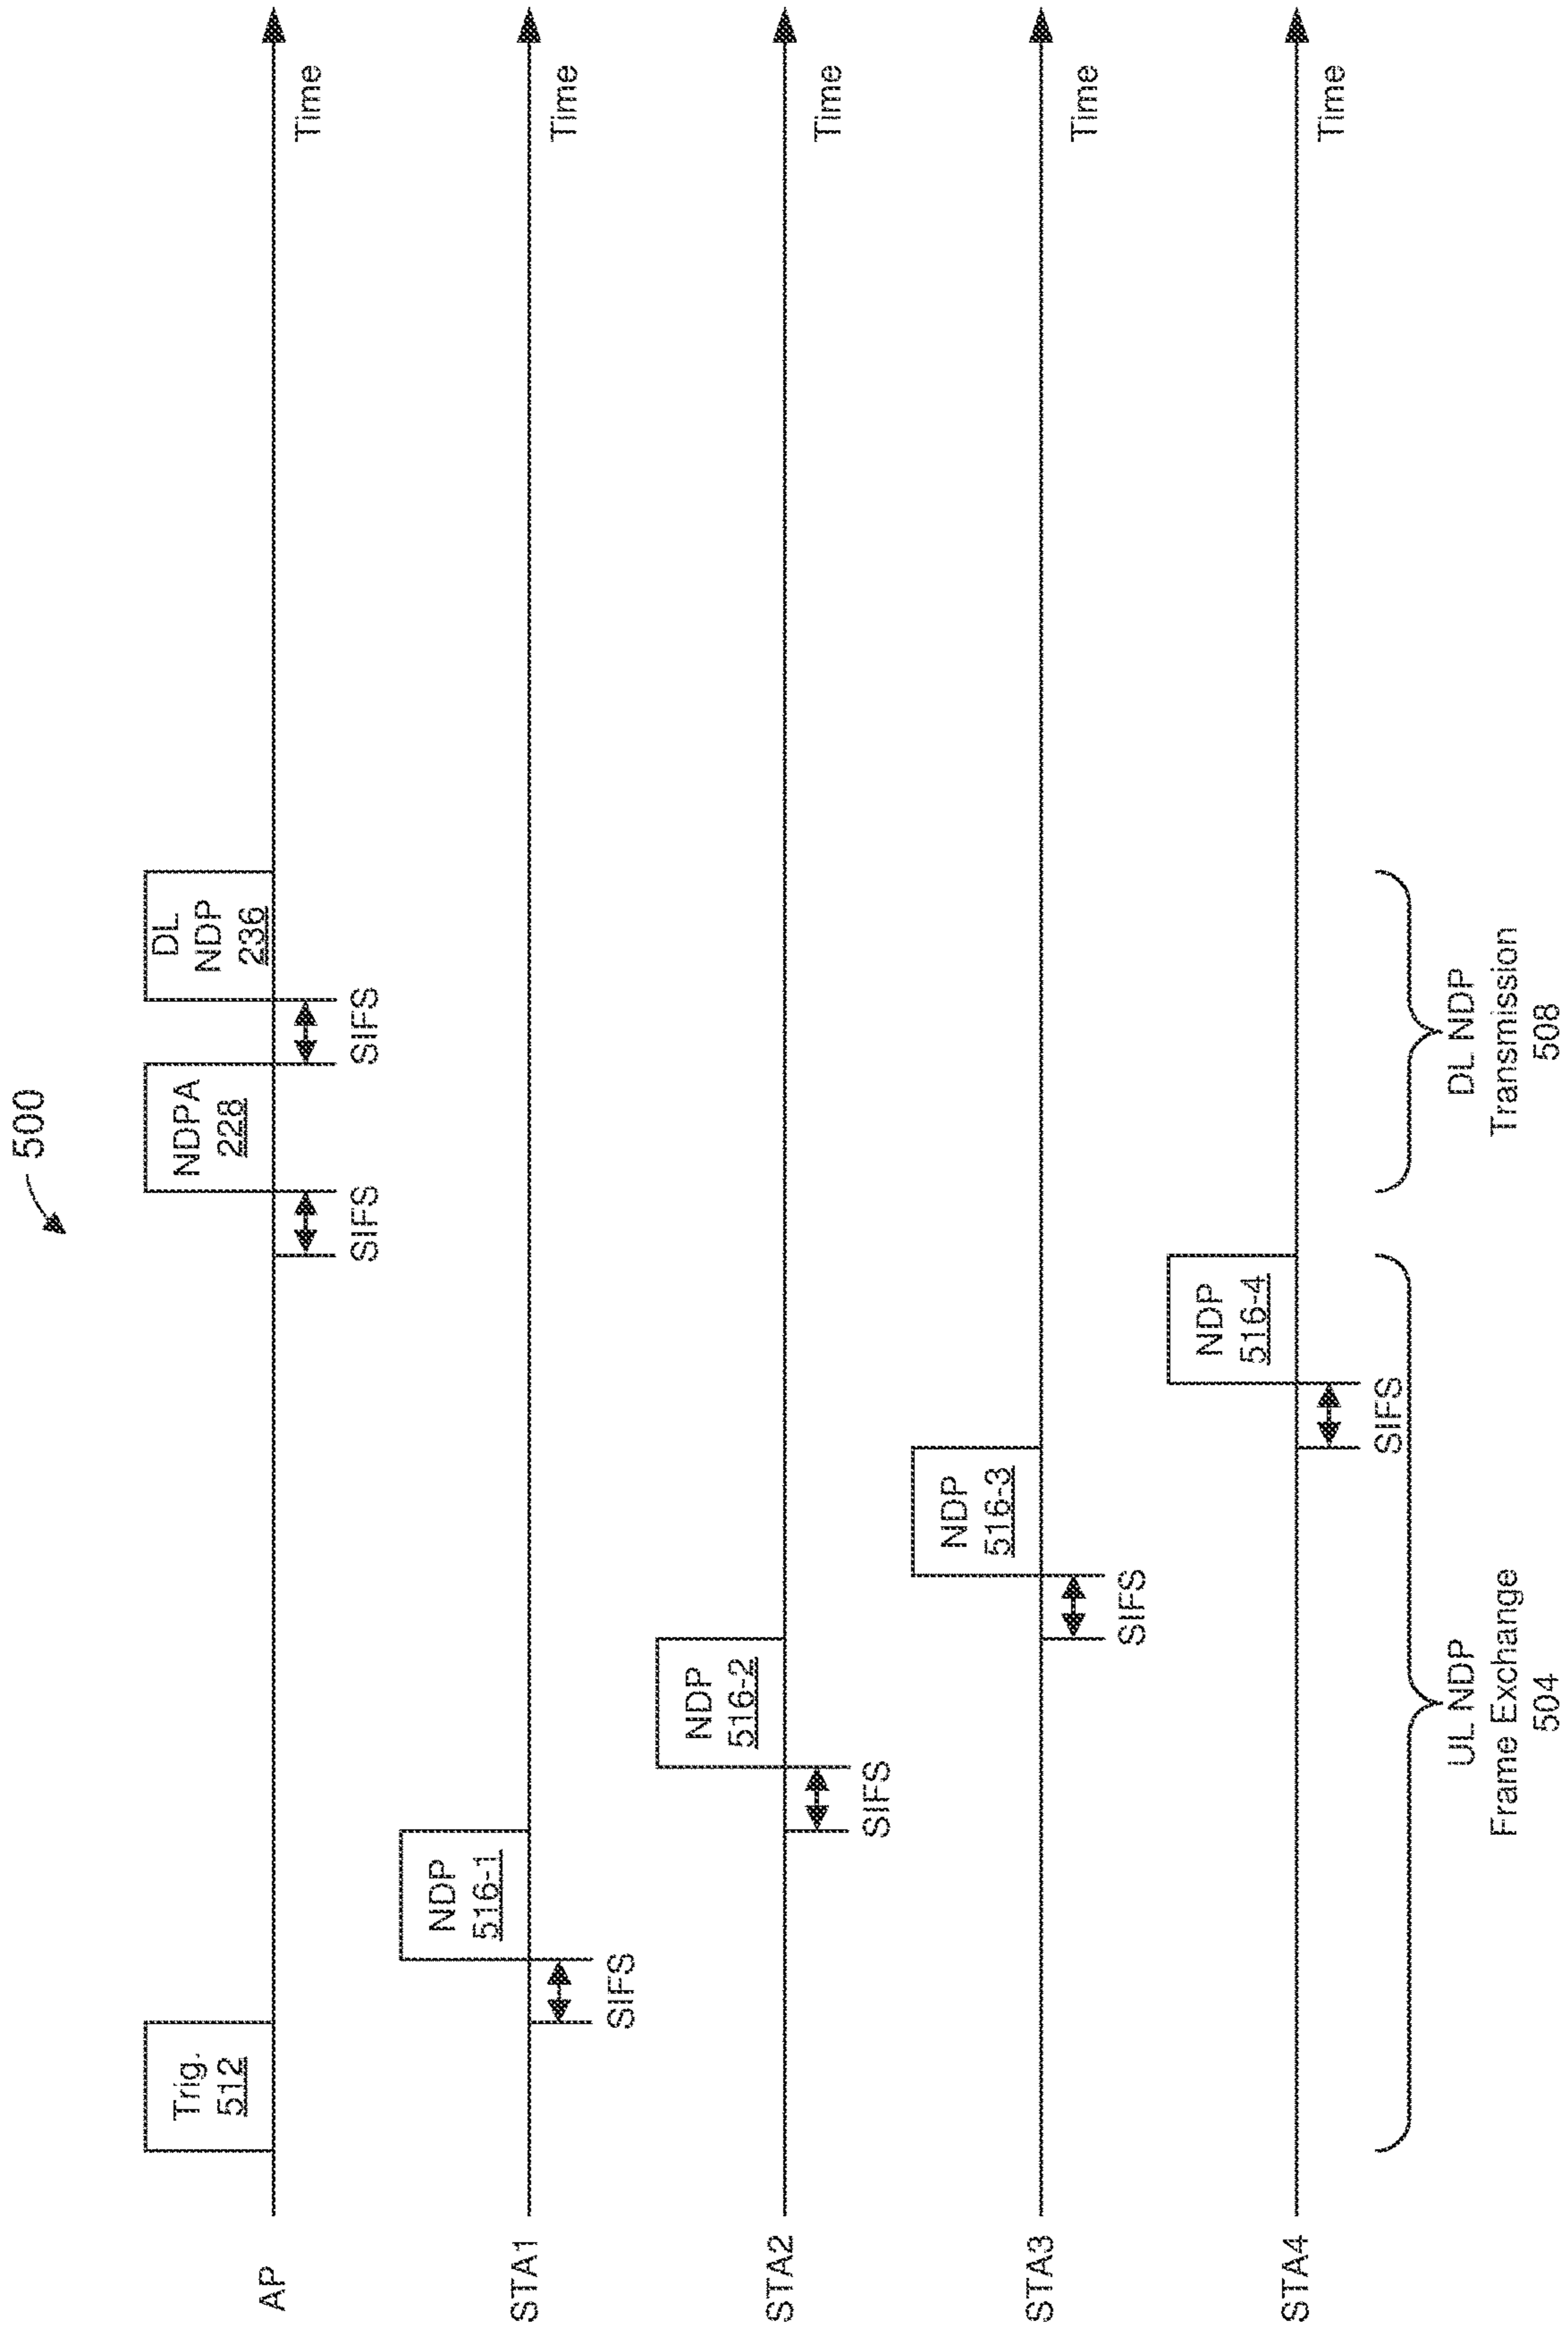 500
AP
Trig.
512
NDPA
228
DL
NDP
236
SIFS
SIFS
Time
STA1
NDP
516-1
SIFS
Time
STA2
NDP
516-2
SIFS
Time
STA3
NDP
516-3
SIFS
Time
STA4
NDP
516-4
SIFS
Time
UL NDP
Frame Exchange
504
DL NDP
Transmission
508